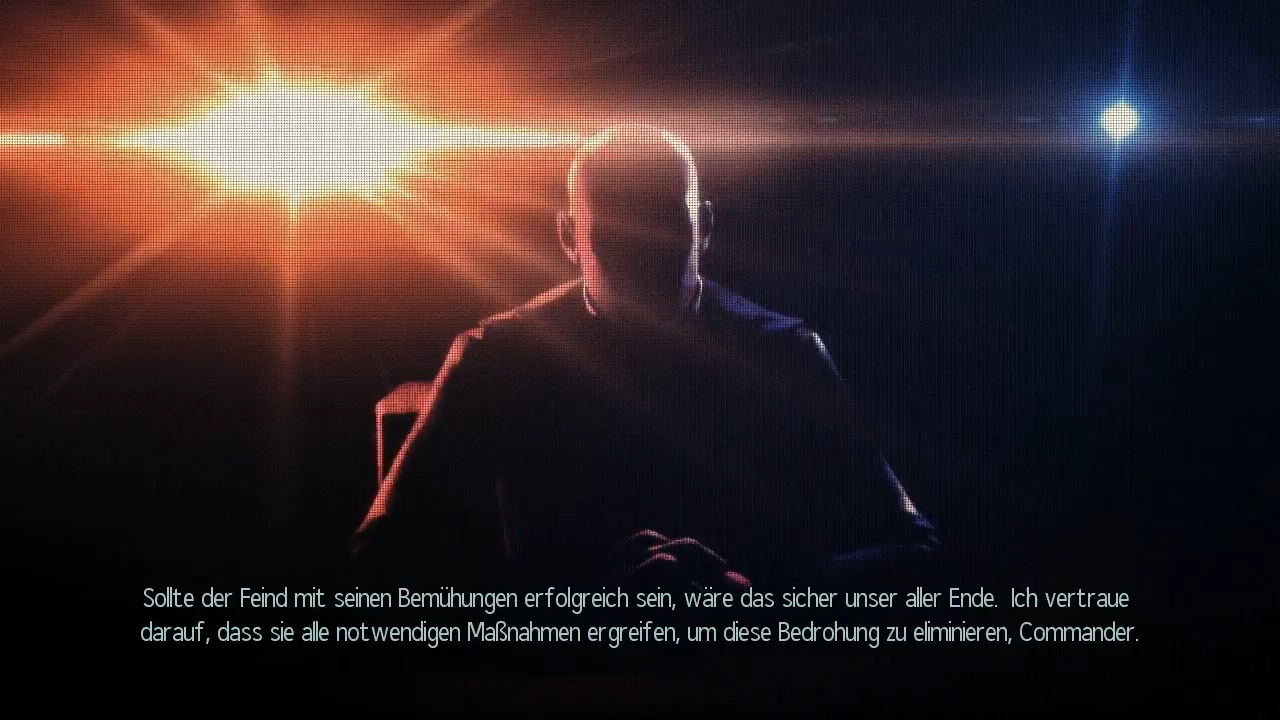 Sollte der Feind mit seinen Bemühungen erfolgreich sein, wäre das sicher unser aller Ende.  Ich vertraue
darauf, dass sie alle notwendigen Maßnahmen ergreifen, um diese Bedrohung zu eliminieren, Commander.